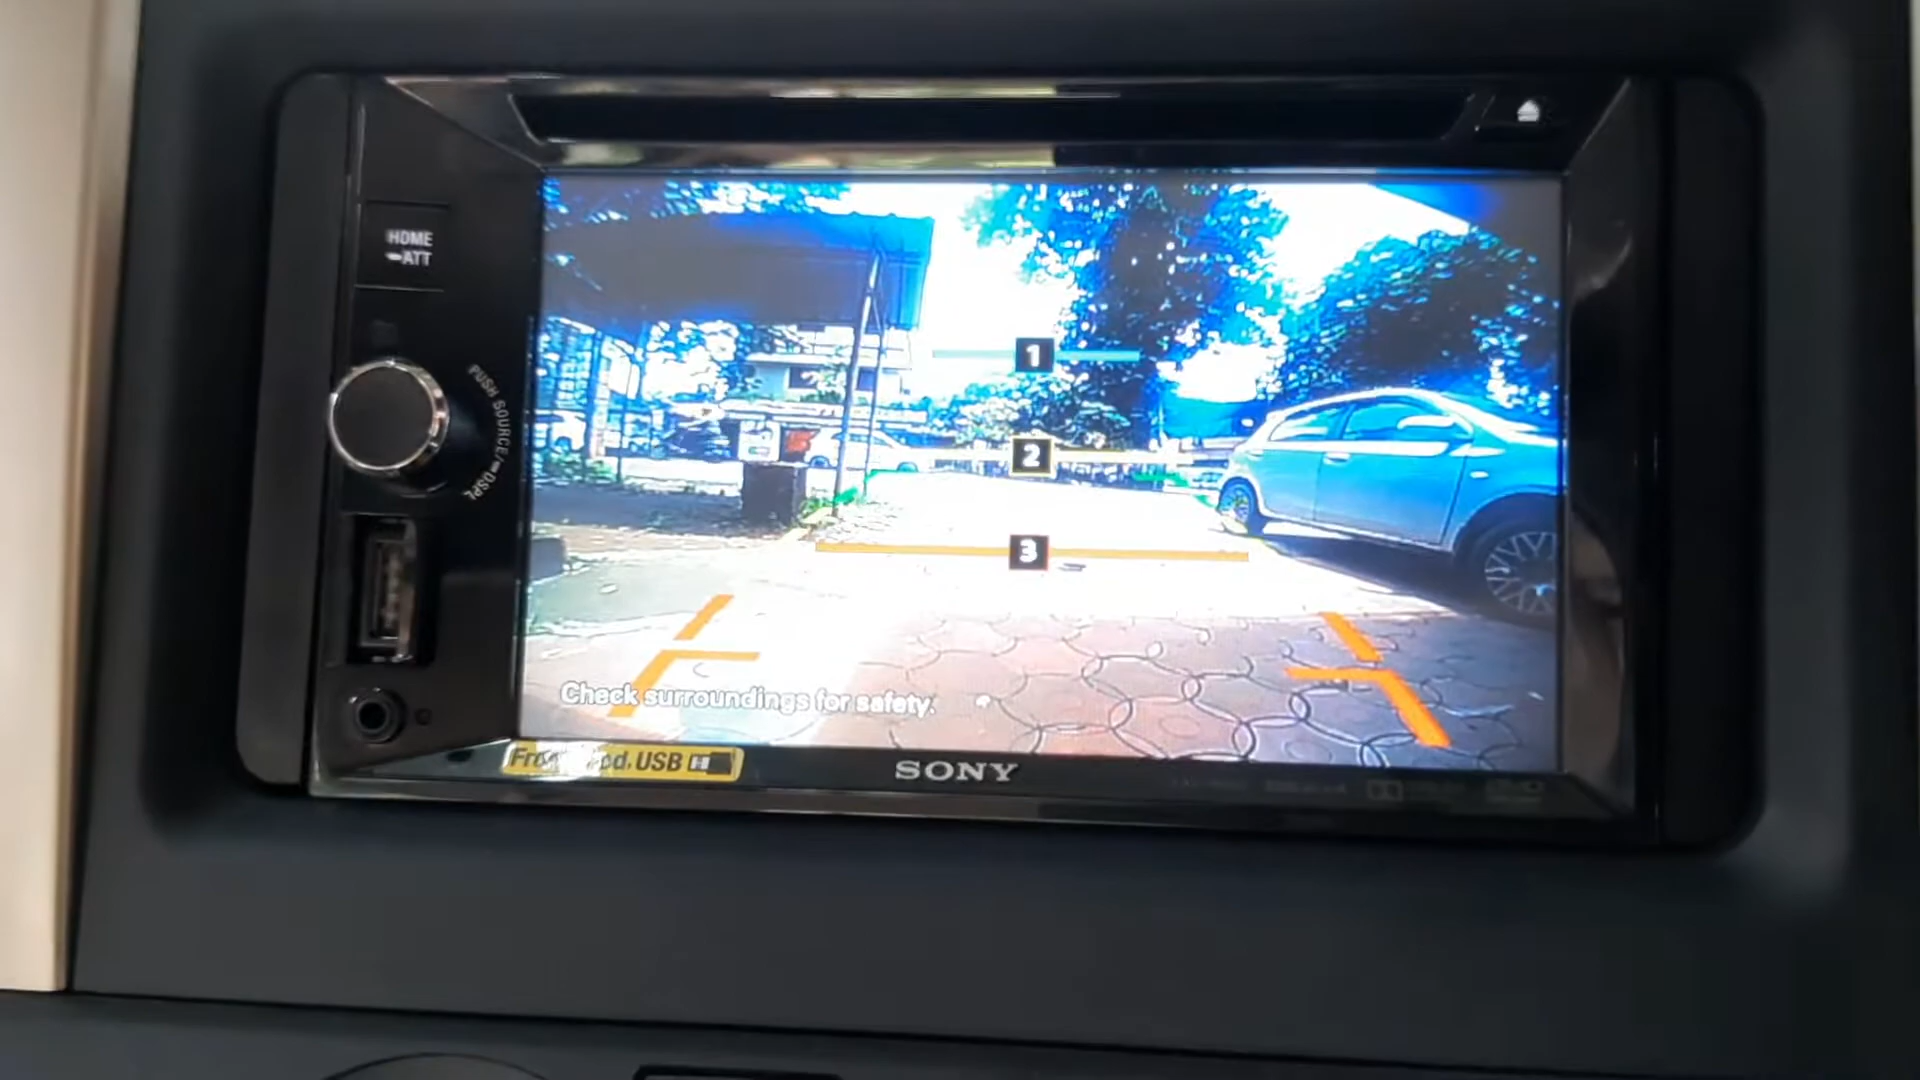 HOME
ATT
PUSH SOURCE/ DSPL
1
2
3
Check surroundings for safety.
USB
SONY